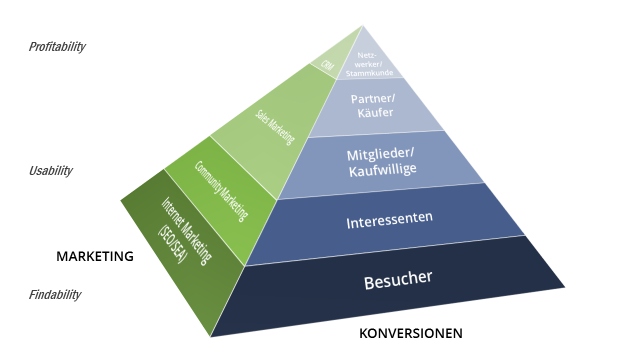 Profitability
Usability
Findability
MARKETING
CRM
Sales Marketing
Community Marketing
Internet Marketing
(SEO/SEA)
Netz-
werker/
Stammkunde
Partner/
Käufer
Mitglieder/
Kaufwillige
Interessenten
Besucher
KONVERSIONEN